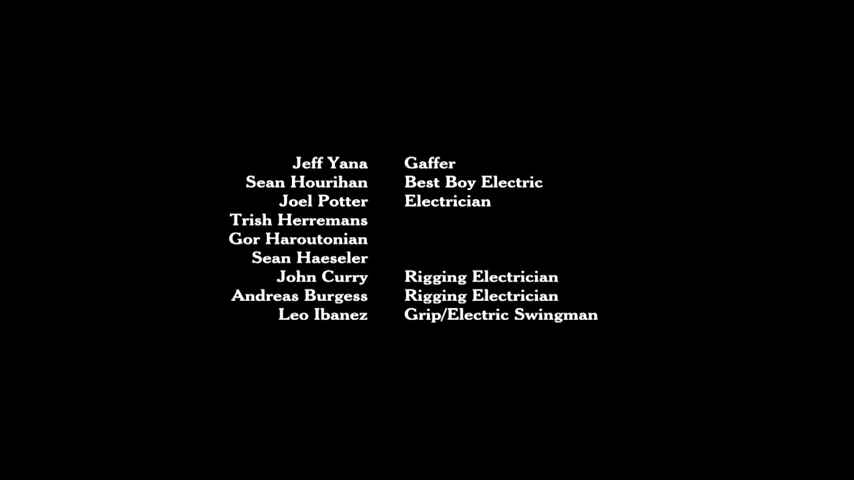 Jeff Yana Gaffer
Sean Hourihan Best Boy Electric
Joel Potter Electrician
Trish Herremans
Gor Haroutonian
Sean Haeseler
John Curry Rigging Electrician
Andreas Burgess Rigging Electrician
Leo Ibanez Grip/Electric Swingman